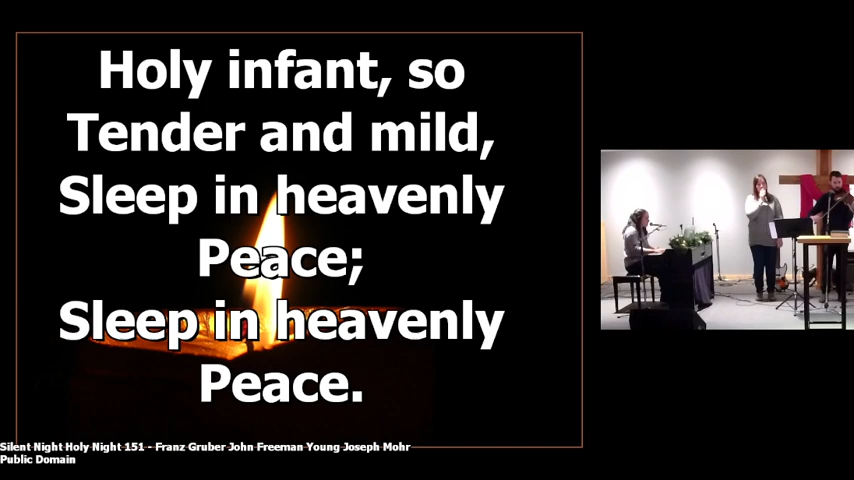 Holy infant, so
Tender and mild,
Sleep in heavenly
Peace;
Sleep in heavenly
Peace.
Silent Night Holy Night 151 - Franz Gruber John Freeman Young Joseph Mohr
Public Domain